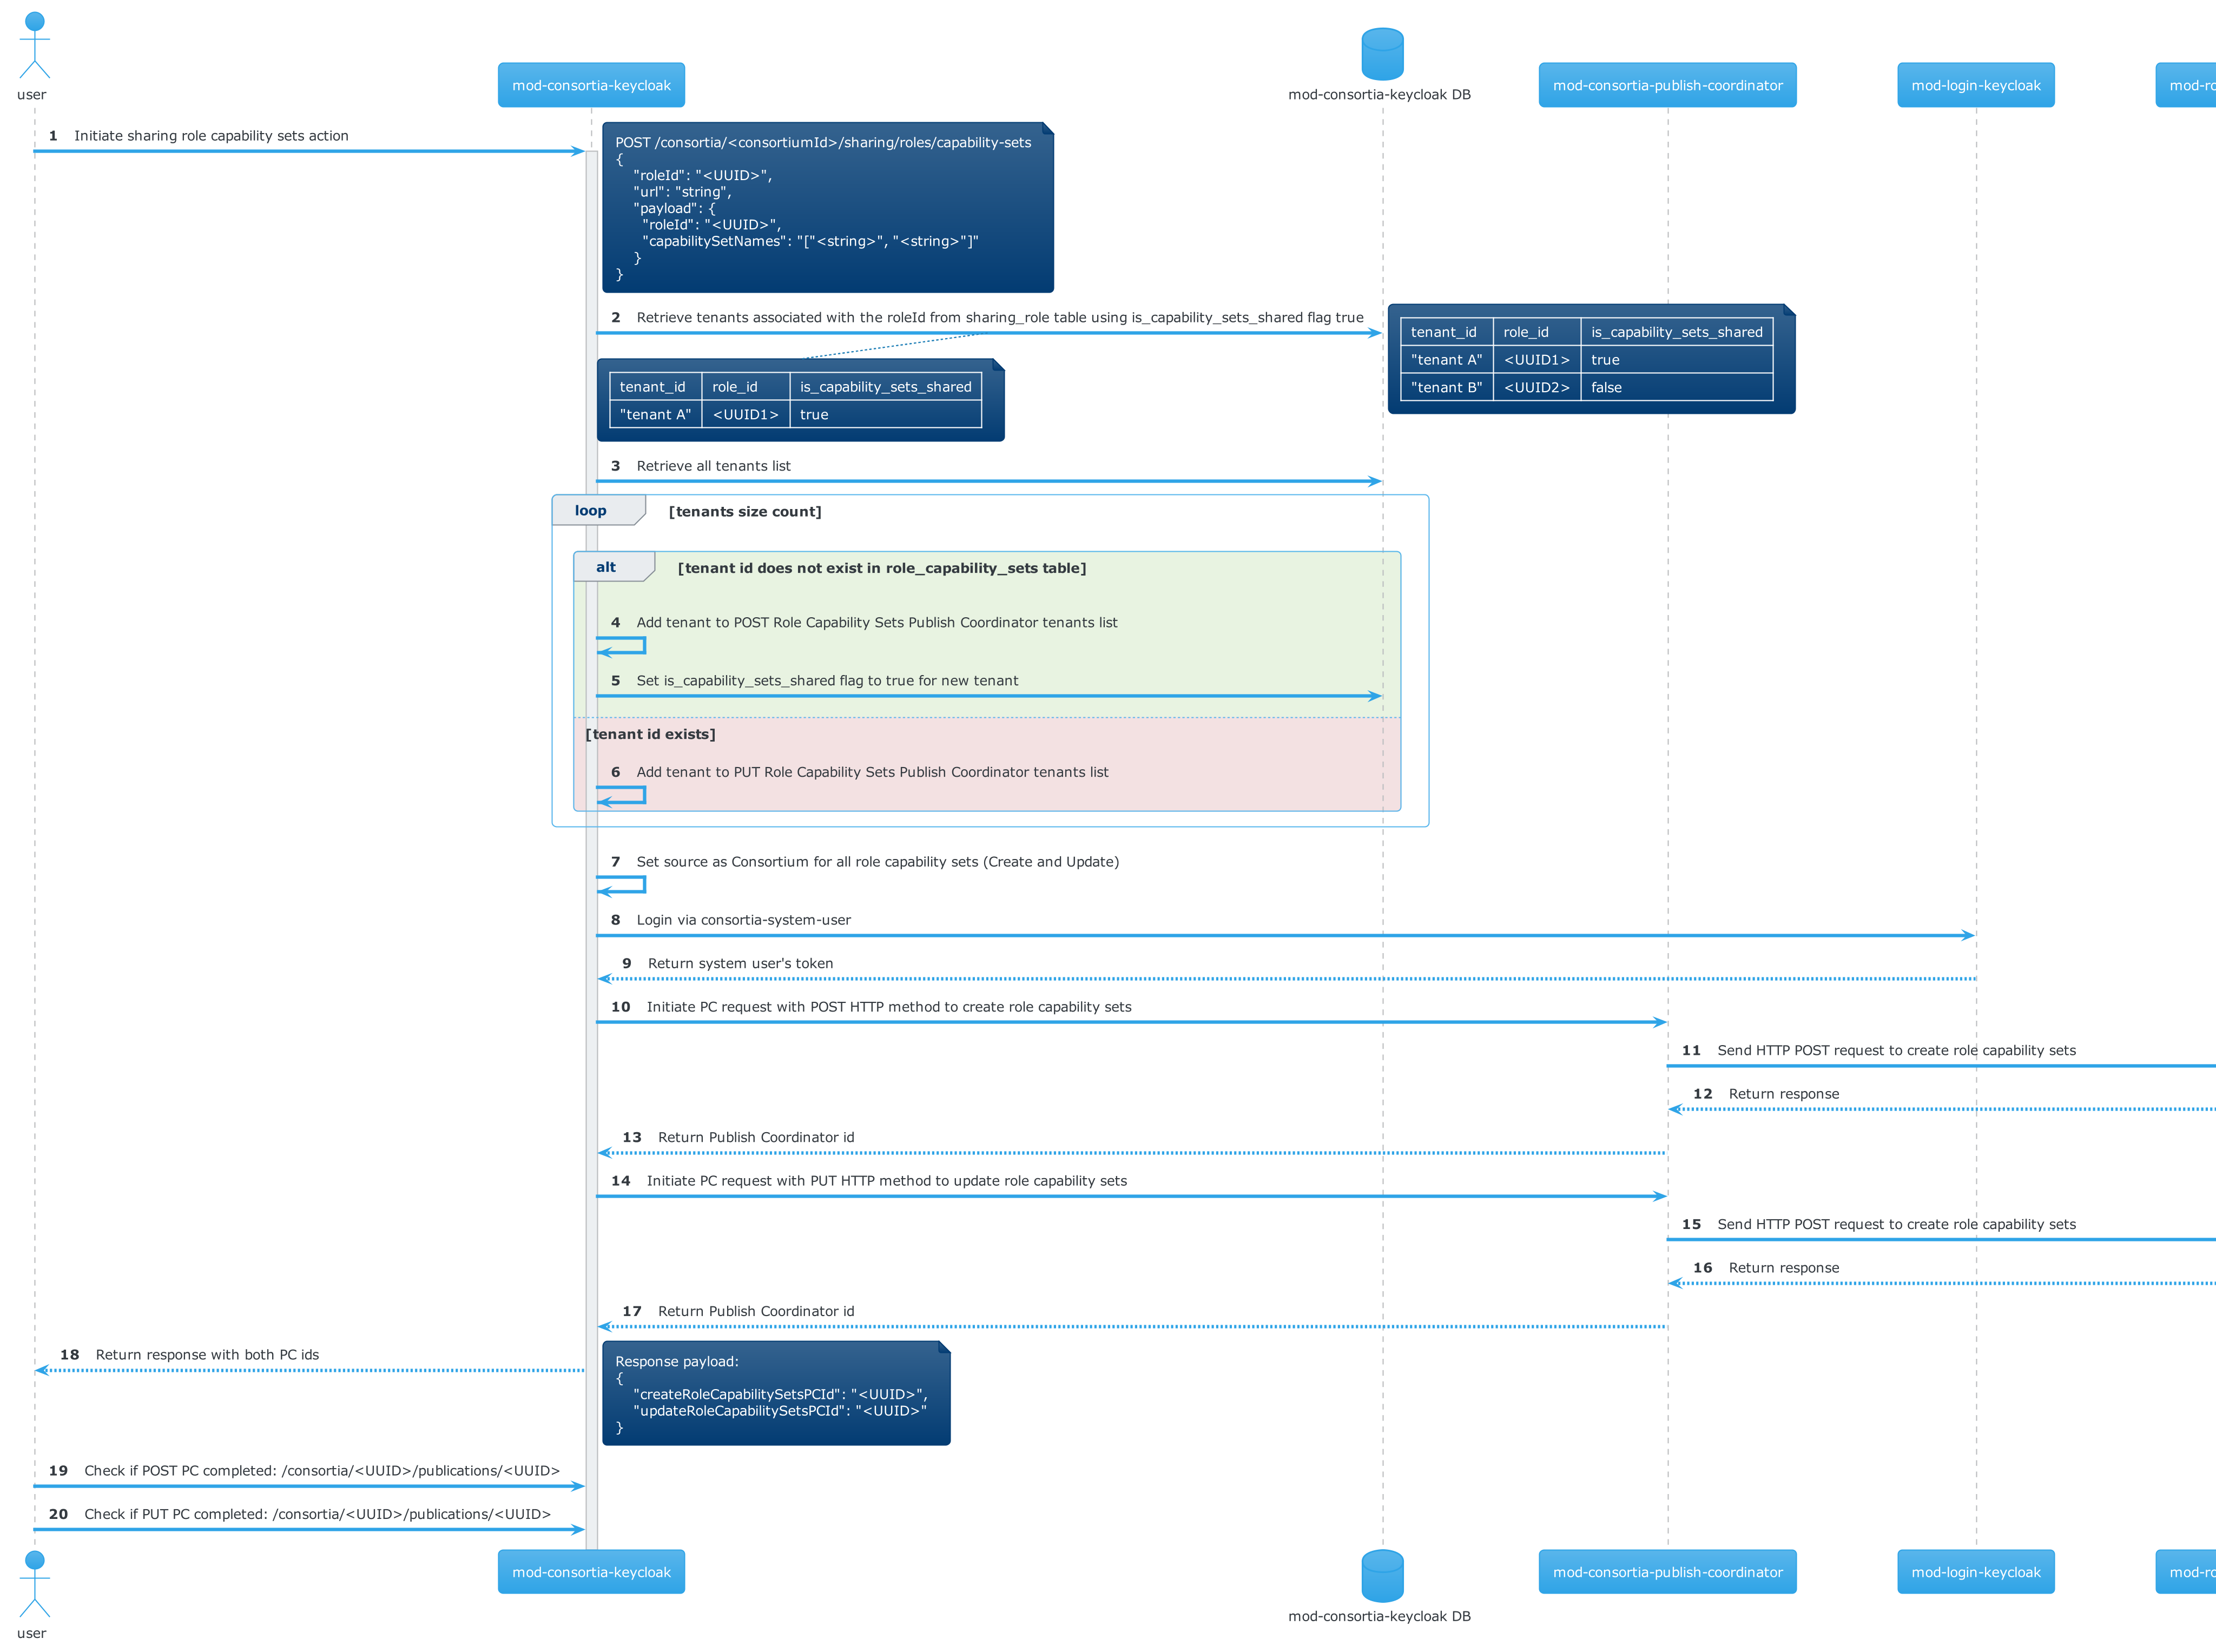 user
mod-consortia-keycloak
mod-consortia-keycloak DB
mod-consortia-publish-coordinator
mod-login-keycloak
1 Initiate sharing role capability sets action
POST /consortia/<consortiumId>/sharing/roles/capability-sets
{
"roleId": "<UUID>",
"url": "string",
"payload": {
"roleId": "<UUID>",
"capabilitySetNames": "["<string>", "<string>"]"
}
}
2 Retrieve tenants associated with the roleId from sharing_role table using is_capability_sets_shared flag true
tenant_id role_id is_capability_sets_shared
"tenant A" <UUID1> true
"tenant B" <UUID2> false
tenant_id role_id is_capability_sets_shared
"tenant A" <UUID1> true
3 Retrieve all tenants list
loop [tenants size count]
alt [tenant id does not exist in role_capability_sets table]
4 Add tenant to POST Role Capability Sets Publish Coordinator tenants list
5 Set is_capability_sets_shared flag to true for new tenant
[tenant id exists]
6 Add tenant to PUT Role Capability Sets Publish Coordinator tenants list
7 Set source as Consortium for all role capability sets (Create and Update)
8 Login via consortia-system-user
9 Return system user's token
10 Initiate PC request with POST HTTP method to create role capability sets
11 Send HTTP POST request to create role capability sets
12 Return response
13 Return Publish Coordinator id
14 Initiate PC request with PUT HTTP method to update role capability sets
15 Send HTTP POST request to create role capability sets
16 Return response
17 Return Publish Coordinator id
18 Return response with both PC ids
Response payload:
{
"createRoleCapabilitySetsPCId": "<UUID>",
"updateRoleCapabilitySetsPCId": "<UUID>"
}
19 Check if POST PC completed: /consortia/<UUID>/publications/<UUID>
20 Check if PUT PC completed: /consortia/<UUID>/publications/<UUID>
user
mod-consortia-keycloak
mod-consortia-keycloak DB
mod-consortia-publish-coordinator
mod-login-keycloak